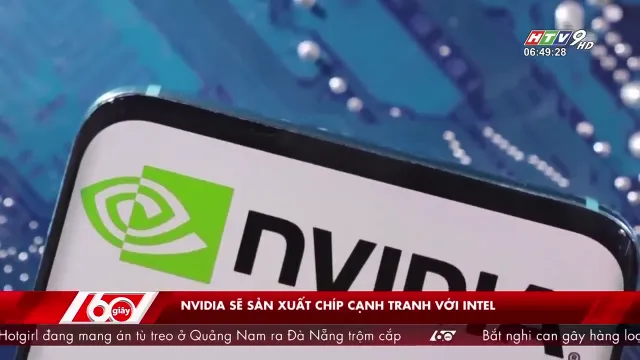 HTV9 HD
06:49:28
nVIDIA
60 giây
NVIDIA SẼ SẢN XUẤT CHÍP CẠNH TRANH VỚI INTEL
Hotgirl đang mang án tù treo ở Quảng Nam ra Đà Nẵng trộm cắp 60 Bắt nghi can gây hàng loạ